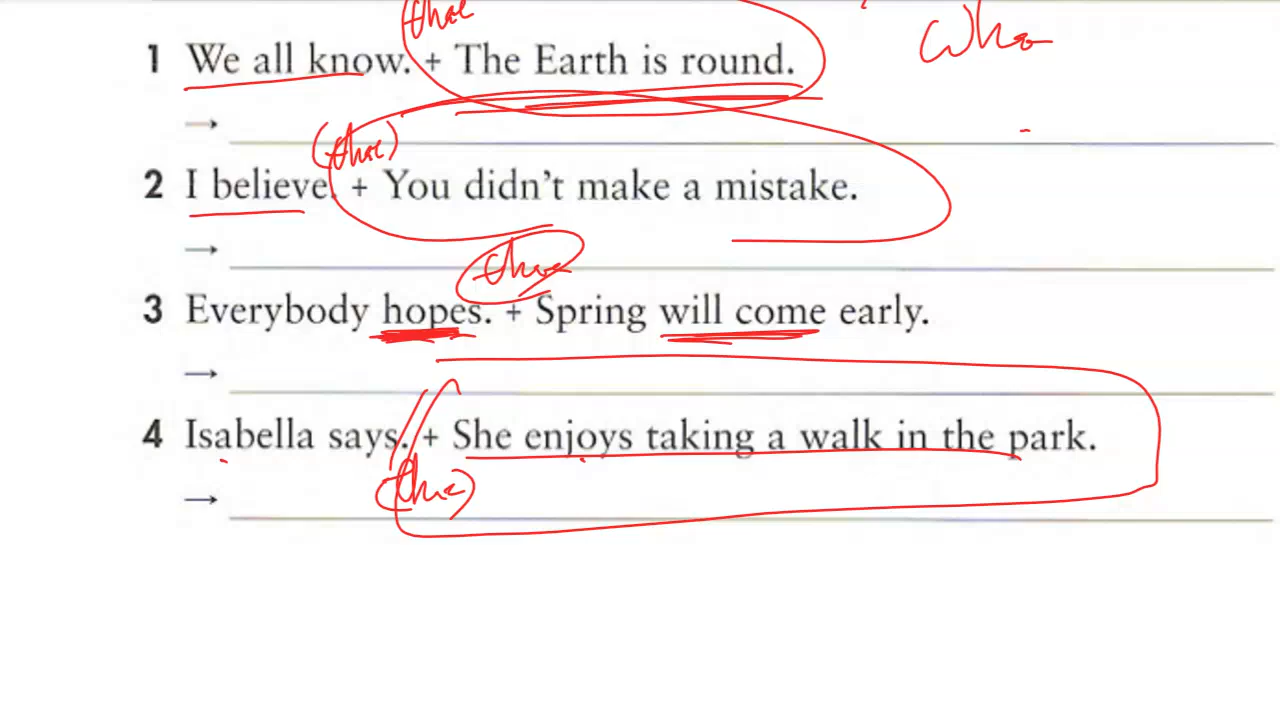 (that
Who
1 We all know. + The Earth is round.
→
(that)
2 I believe. + You didn't make a mistake.
→
that
3 Everybody hopes. + Spring will come early.
→
4 Isabella says. + She enjoys taking a walk in the park.
(that)
→